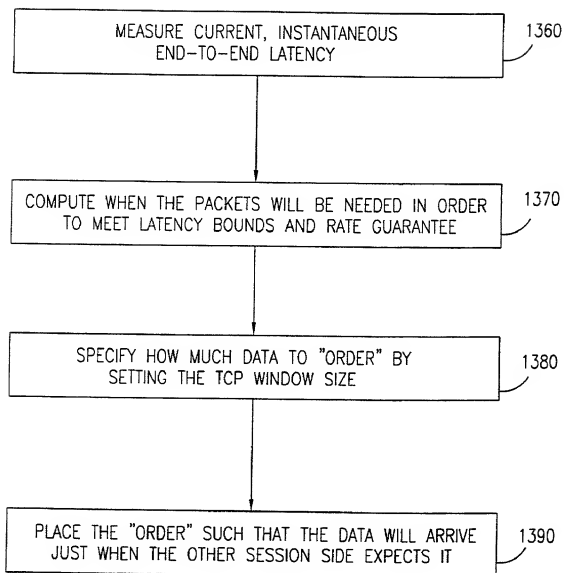 MEASURE CURRENT, INSTANTANEOUS
END-TO-END LATENCY
1360
COMPUTE WHEN THE PACKETS WILL BE NEEDED IN ORDER
TO MEET LATENCY BOUNDS AND RATE GUARANTEE
1370
SPECIFY HOW MUCH DATA TO "ORDER" BY
SETTING THE TCP WINDOW SIZE
1380
PLACE THE "ORDER" SUCH THAT THE DATA WILL ARRIVE
JUST WHEN THE OTHER SESSION SIDE EXPECTS IT
1390